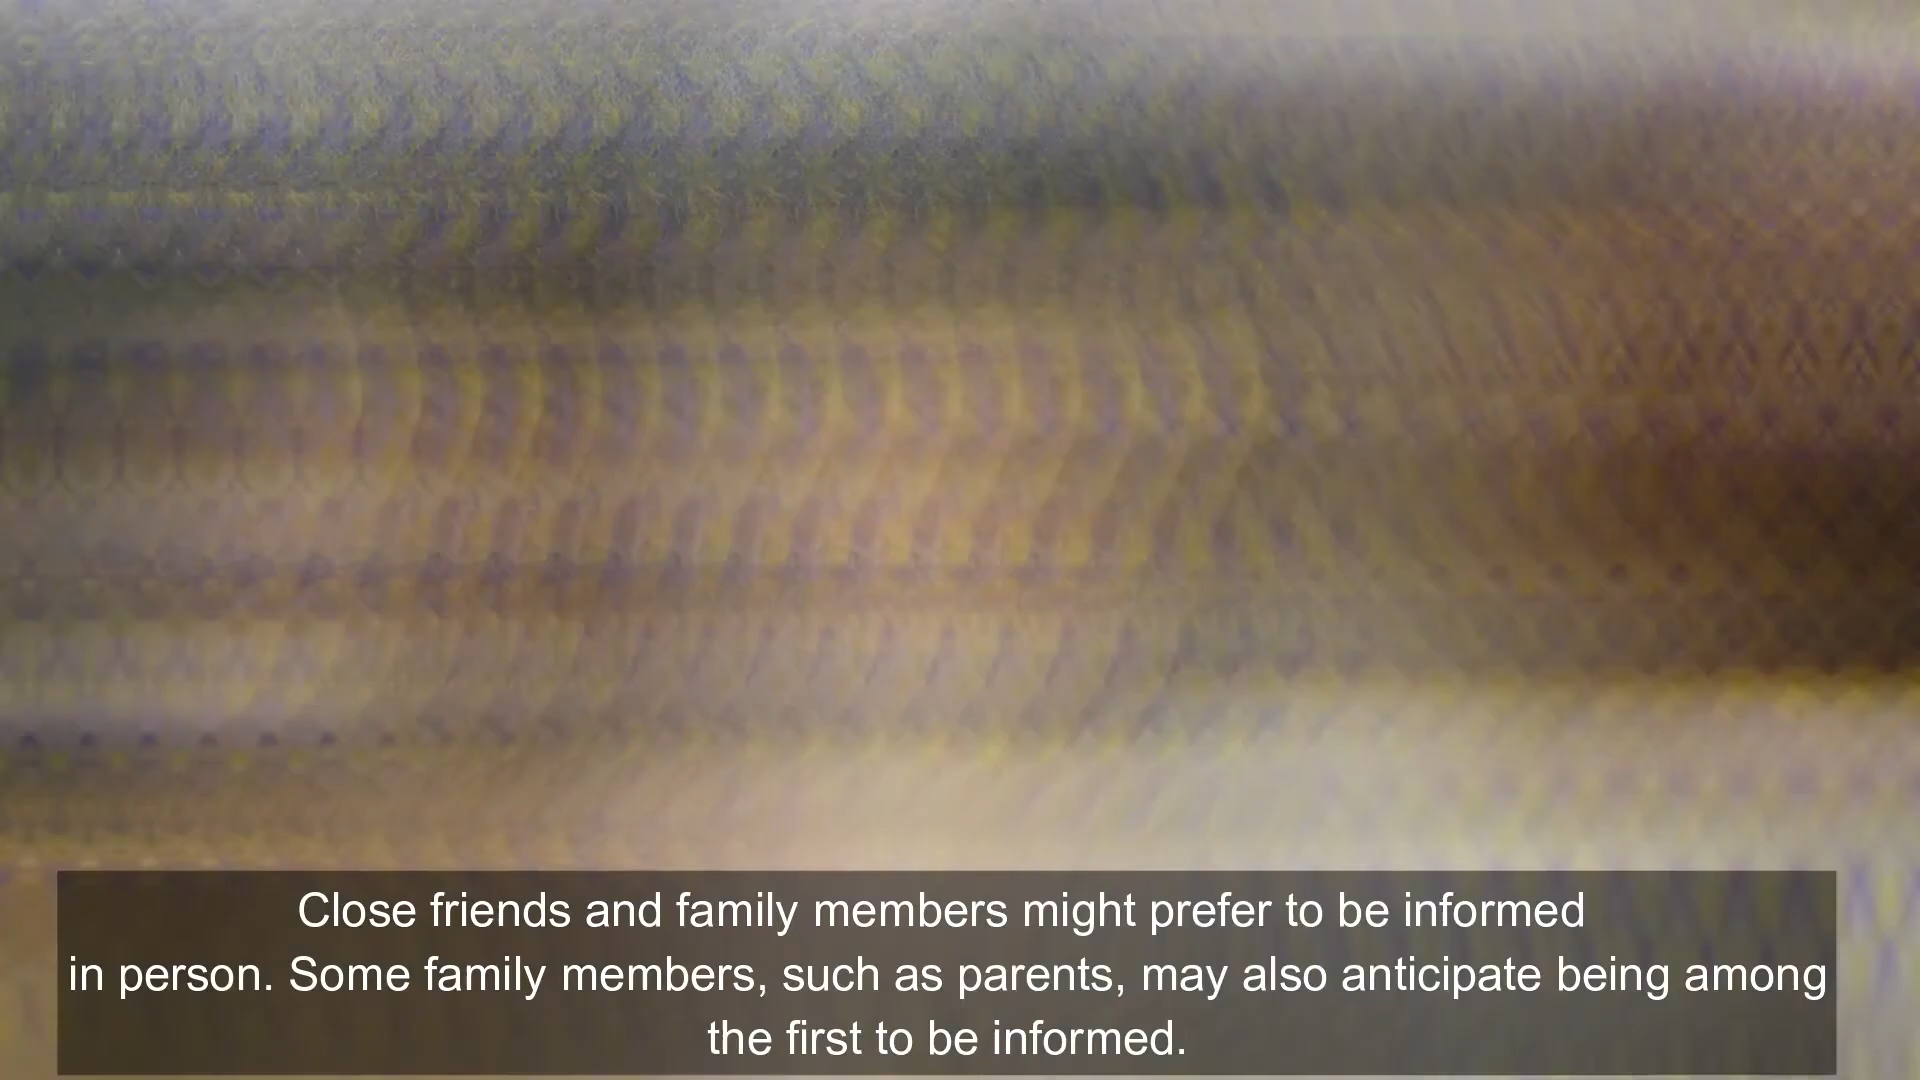 Close friends and family members might prefer to be informed
in person. Some family members, such as parents, may also anticipate being among
the first to be informed.